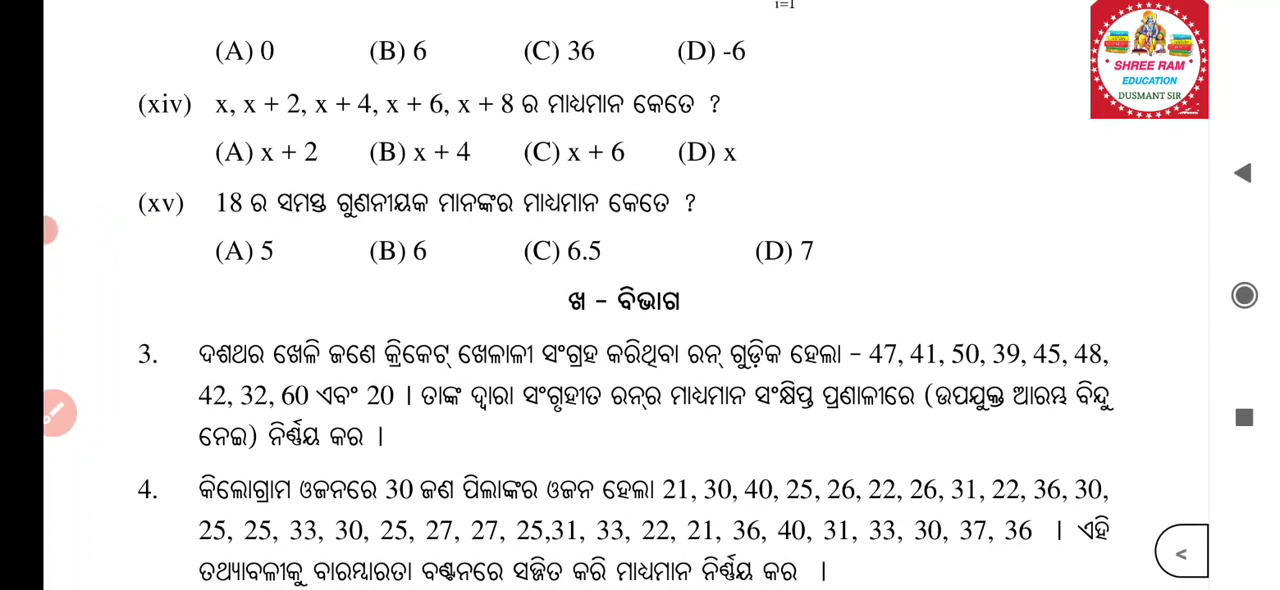 i=1
(A) 0 (B) 6 (C) 36 (D) -6
(xiv) x, x + 2, x + 4, x + 6, x + 8 ର ମାଧ୍ୟମାନ କେତେ ?
(A) x + 2 (B) x + 4 (C) x + 6 (D) x
(xv) 18 ର ସମସ୍ତ ଗୁଣନୀୟକ ମାନଙ୍କର ମାଧ୍ୟମାନ କେତେ ?
(A) 5 (B) 6 (C) 6.5 (D) 7
ଖ - ବିଭାଗ
3. ଦଶଥର ଖେଳି ଜଣେ କ୍ରିକେଟ୍ ଖେଳାଳୀ ସଂଗ୍ରହ କରିଥିବା ରନ୍ ଗୁଡ଼ିକ ହେଲା - 47, 41, 50, 39, 45, 48,
42, 32, 60 ଏବଂ 20 । ତାଙ୍କ ଦ୍ୱାରା ସଂଗୃହୀତ ରନ୍‌ର ମାଧ୍ୟମାନ ସଂକ୍ଷିପ୍ତ ପ୍ରଣାଳୀରେ (ଉପଯୁକ୍ତ ଆରମ୍ଭ ବିନ୍ଦୁ
ନେଇ) ନିର୍ଣ୍ଣୟ କର ।
4. କିଲୋଗ୍ରାମ ଓଜନରେ 30 ଜଣ ପିଲାଙ୍କର ଓଜନ ହେଲା 21, 30, 40, 25, 26, 22, 26, 31, 22, 36, 30,
25, 25, 33, 30, 25, 27, 27, 25,31, 33, 22, 21, 36, 40, 31, 33, 30, 37, 36 । ଏହି
ତଥ୍ୟାବଳୀକୁ ବାରମ୍ବାରତା ବଣ୍ଟନରେ ସଜ୍ଜିତ କରି ମାଧ୍ୟମାନ ନିର୍ଣ୍ଣୟ କର ।
SHREE RAM
EDUCATION
DUSMANT SIR
<